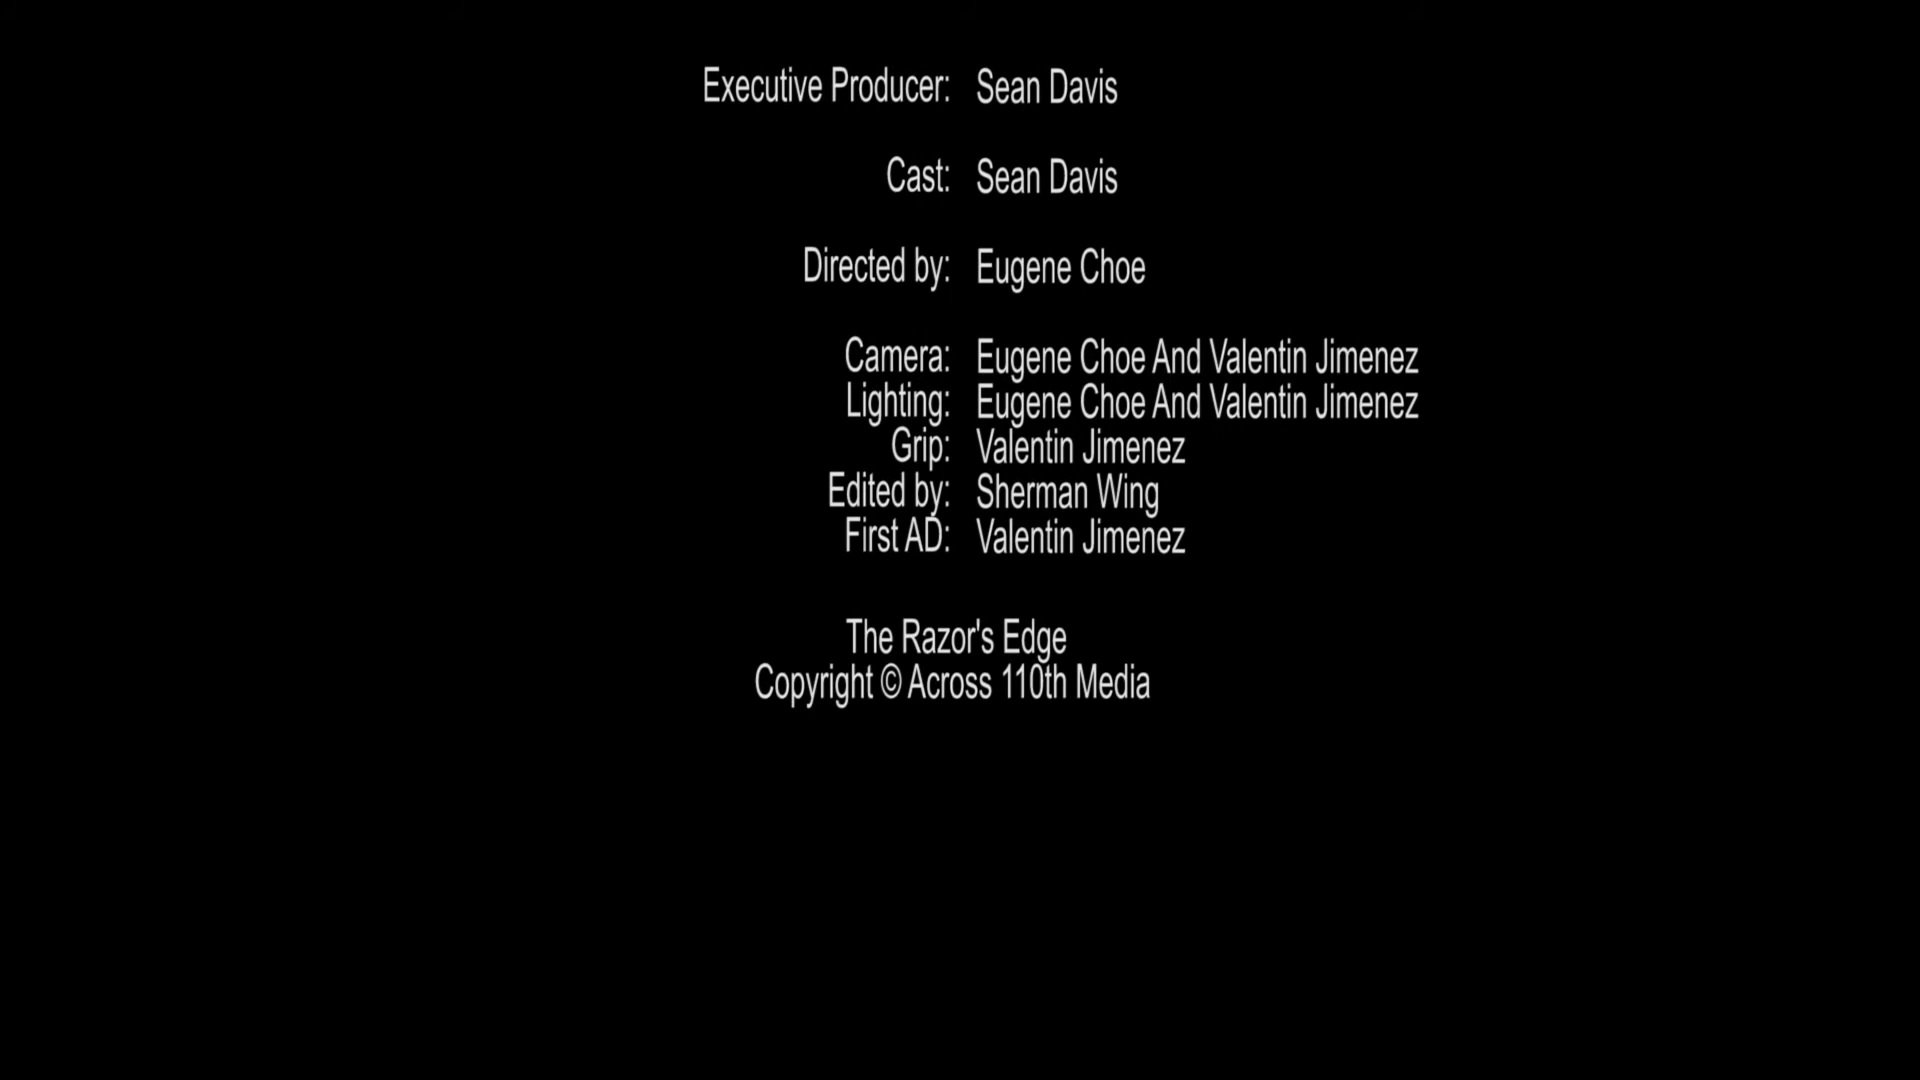 Executive Producer: Sean Davis
Cast: Sean Davis
Directed by: Eugene Choe
Camera: Eugene Choe And Valentin Jimenez
Lighting: Eugene Choe And Valentin Jimenez
Grip: Valentin Jimenez
Edited by: Sherman Wing
First AD: Valentin Jimenez
The Razor's Edge
Copyright © Across 110th Media